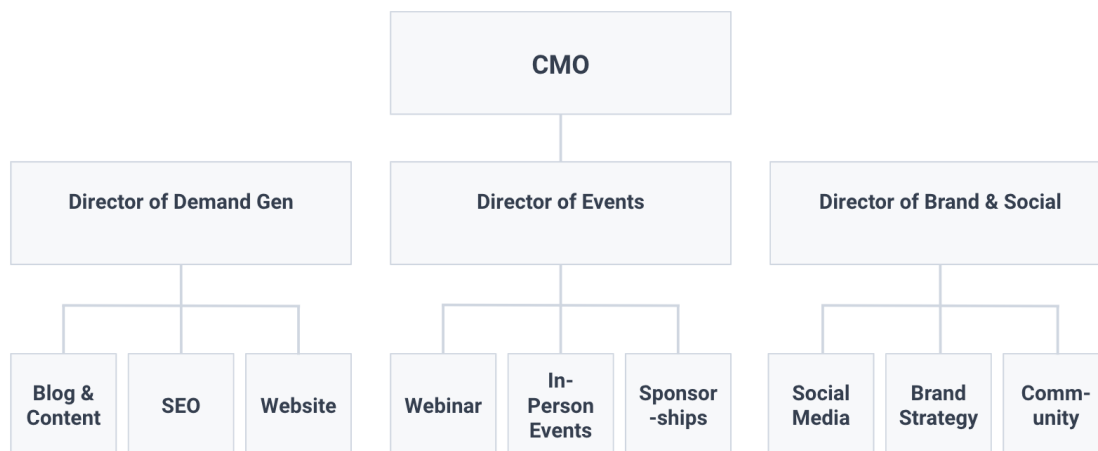 CMO
Director of Demand Gen
Director of Events
Director of Brand & Social
Blog &
Content
SEO
Website
Webinar
In-
Person
Events
Sponsor
-ships
Social
Media
Brand
Strategy
Comm-
unity